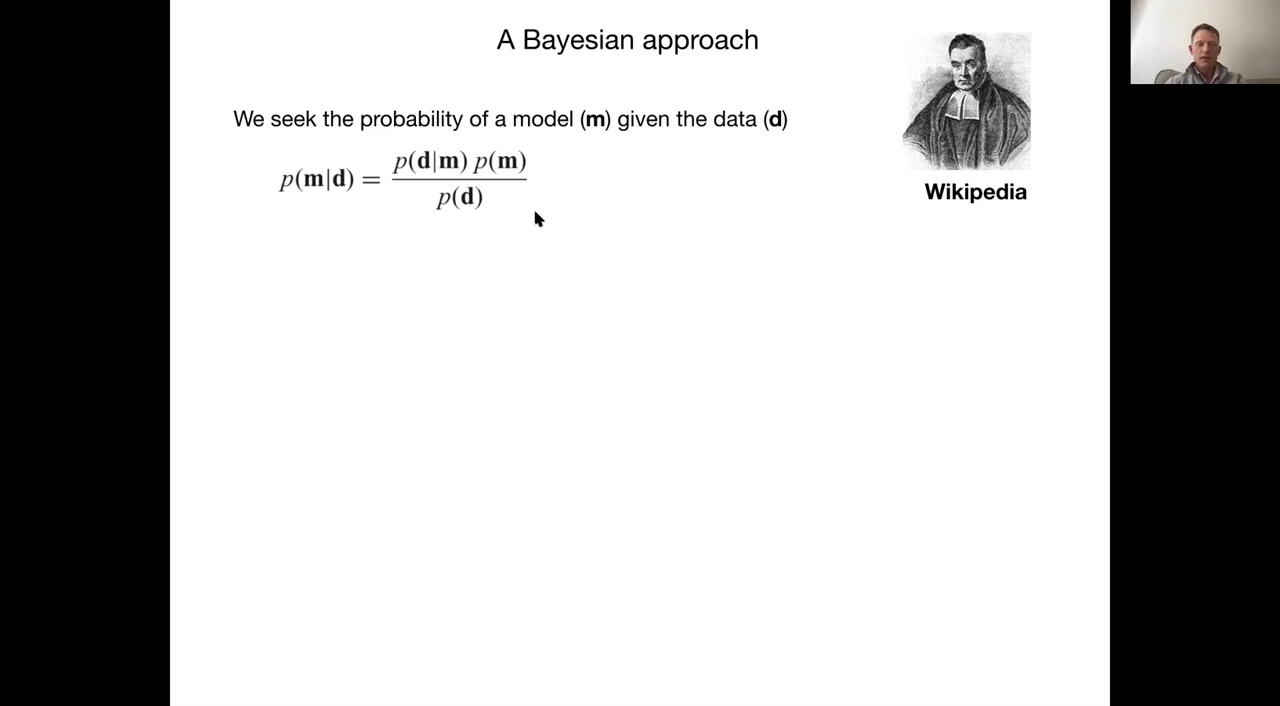 A Bayesian approach
We seek the probability of a model (m) given the data (d)
p(m|d) = p(d|m) p(m) / p(d)
Wikipedia